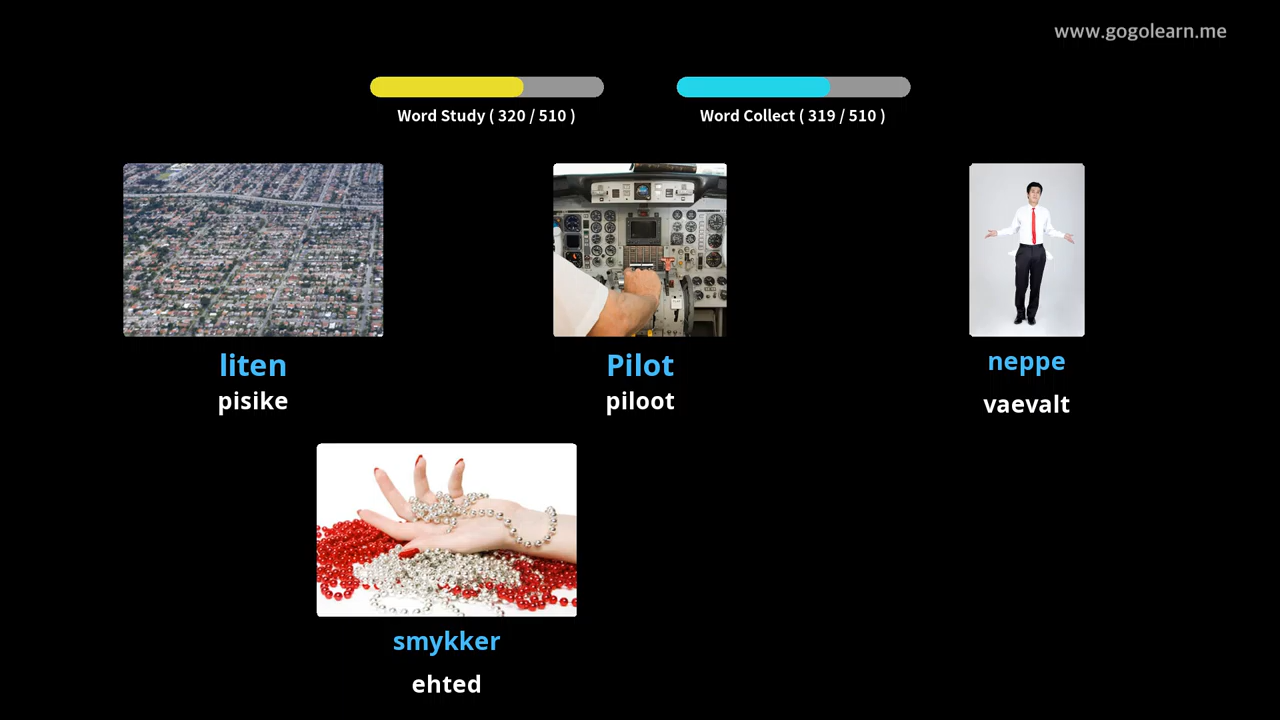 www.gogolearn.me
Word Study ( 320 / 510 )
Word Collect ( 319 / 510 )
liten
pisike
Pilot
piloot
neppe
vaevalt
smykker
ehted